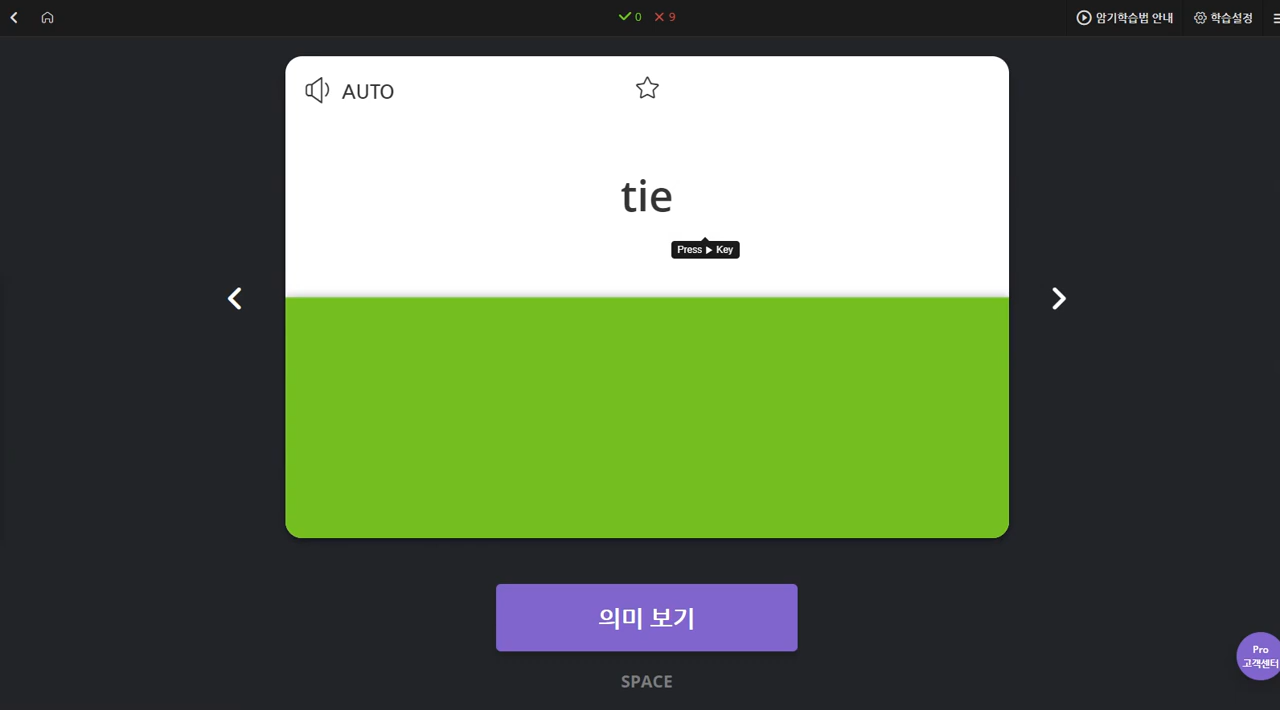 0 9 암기학습법 안내 학습설정
AUTO
tie
Press ▶ Key
의미 보기
SPACE
Pro
고객센터